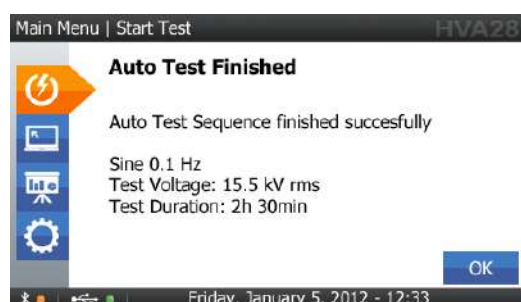 Main Menu | Start Test
HVA28
Auto Test Finished
Auto Test Sequence finished succesfully
Sine 0.1 Hz
Test Voltage: 15.5 kV rms
Test Duration: 2h 30min
OK
Friday, January 5, 2012 - 12:33